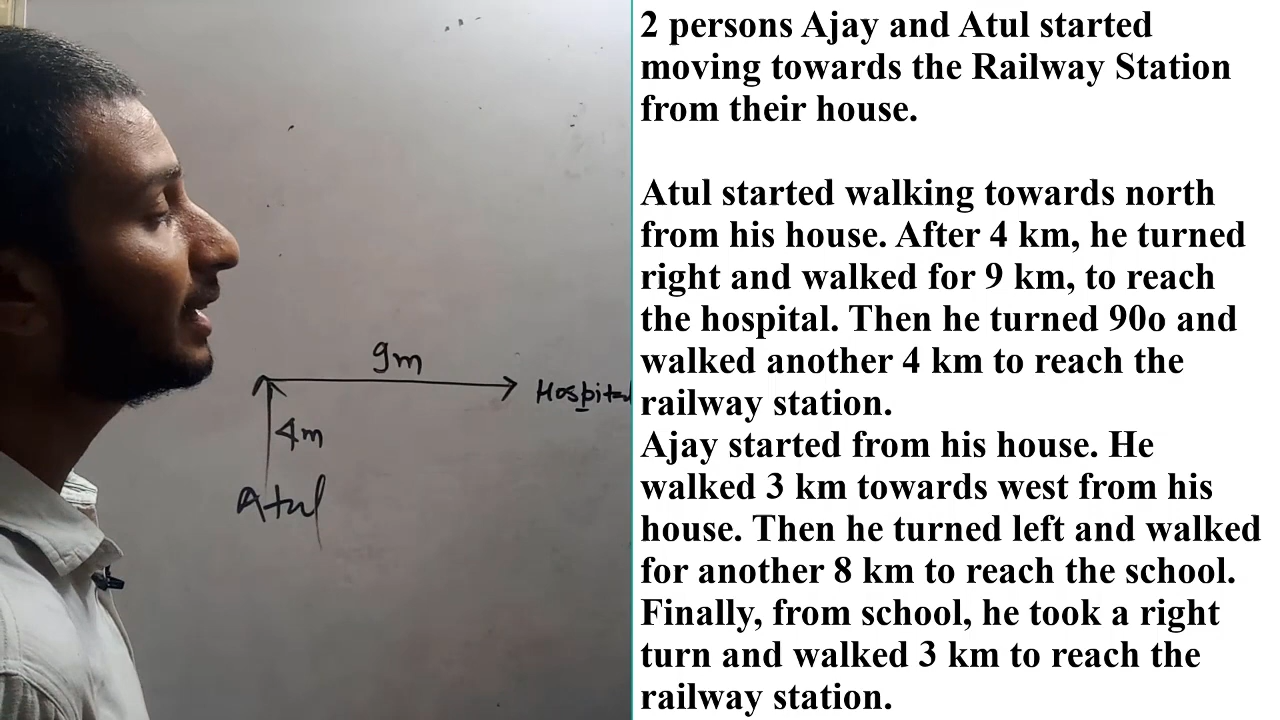 2 persons Ajay and Atul started
moving towards the Railway Station
from their house.
Atul started walking towards north
from his house. After 4 km, he turned
right and walked for 9 km, to reach
the hospital. Then he turned 90o and
walked another 4 km to reach the
railway station.
Ajay started from his house. He
walked 3 km towards west from his
house. Then he turned left and walked
for another 8 km to reach the school.
Finally, from school, he took a right
turn and walked 3 km to reach the
railway station.
9m
Hospital
4m
Atul